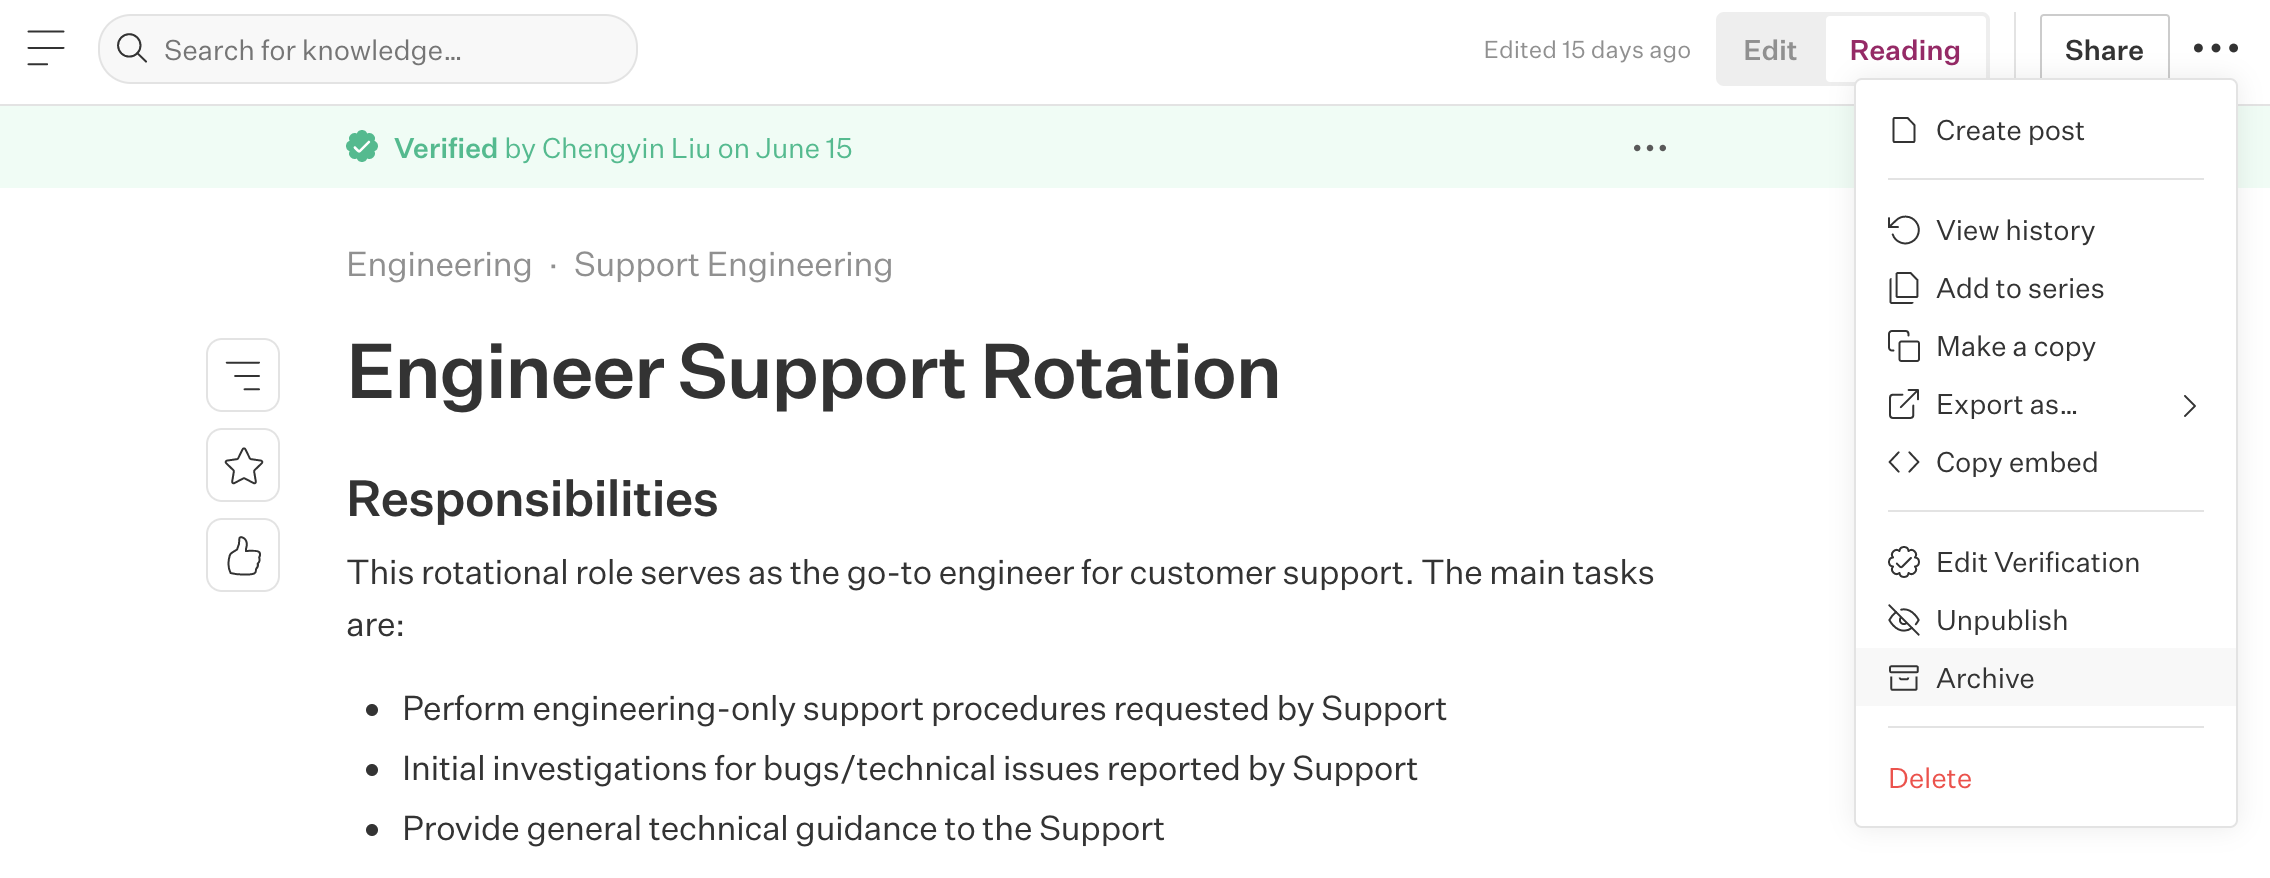 Search for knowledge...
Edited 15 days ago
Edit
Reading
Share
Verified by Chengyin Liu on June 15
Engineering · Support Engineering
Engineer Support Rotation
Responsibilities
This rotational role serves as the go-to engineer for customer support. The main tasks
are:
• Perform engineering-only support procedures requested by Support
• Initial investigations for bugs/technical issues reported by Support
• Provide general technical guidance to the Support
Create post
View history
Add to series
Make a copy
Export as...
Copy embed
Edit Verification
Unpublish
Archive
Delete